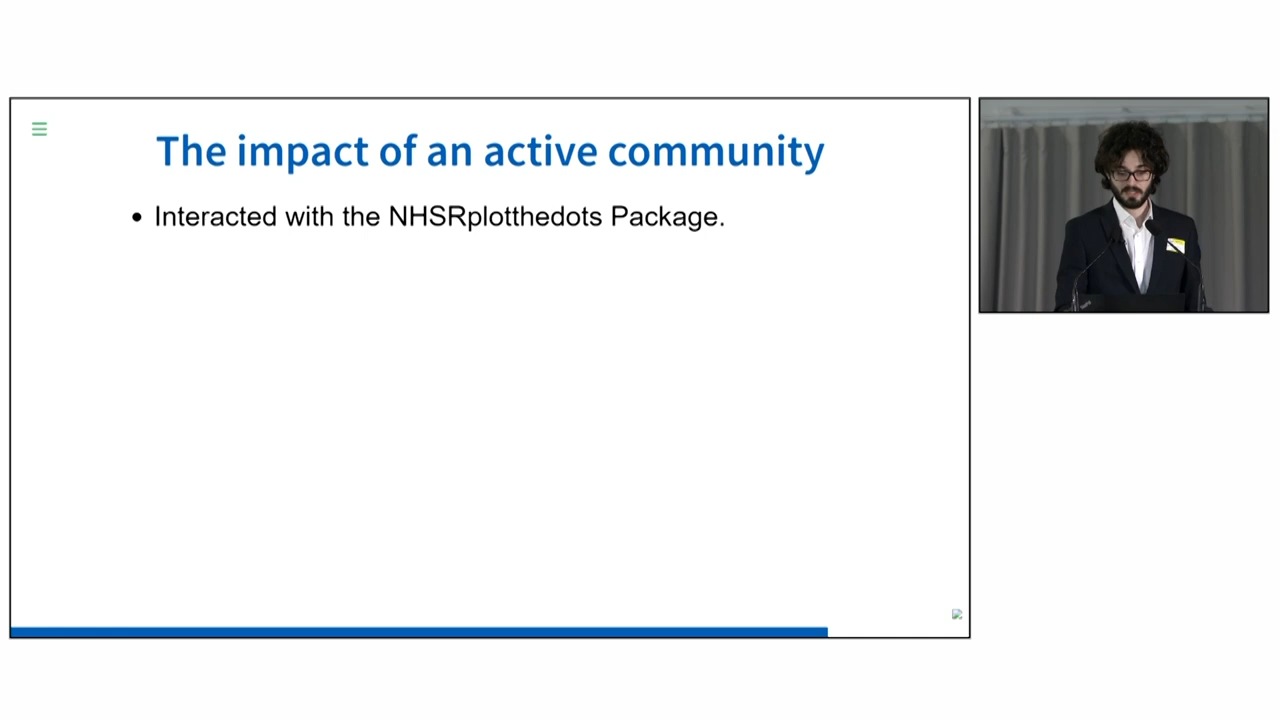 The impact of an active community
• Interacted with the NHSRplotthedots Package.